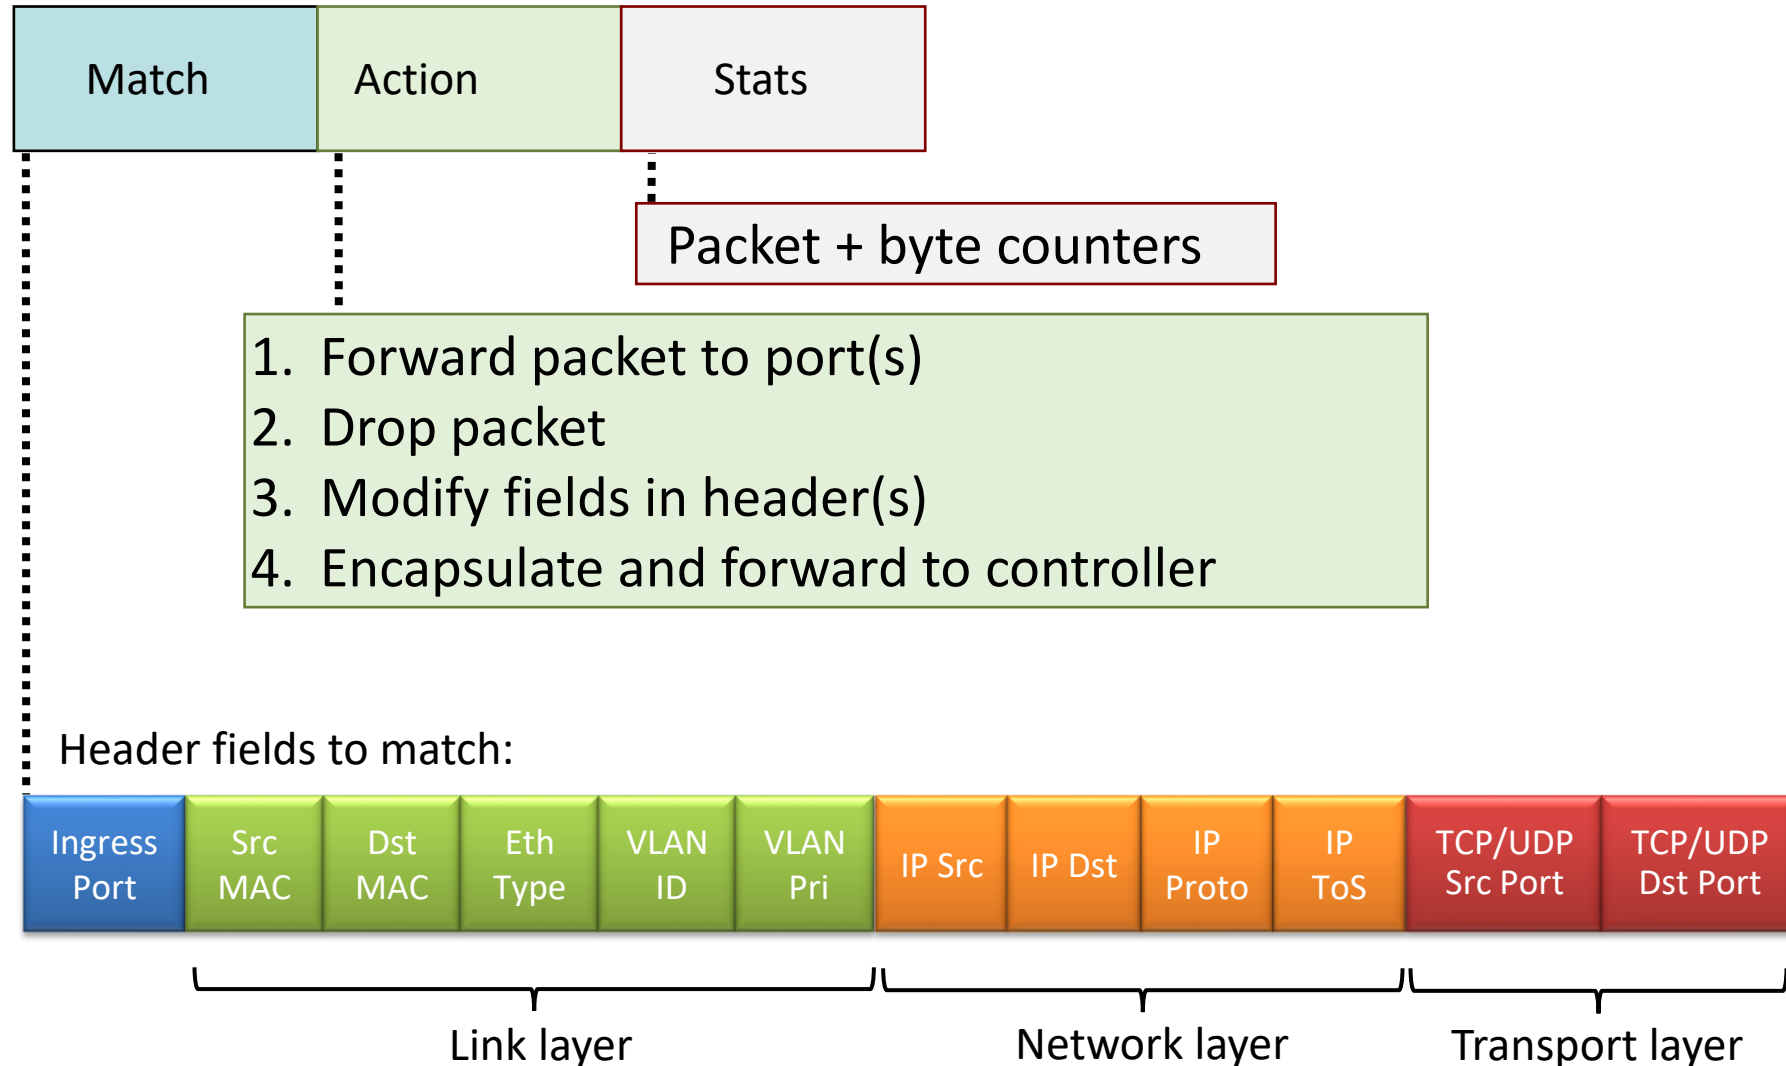 Match
Action
Stats
Packet + byte counters
1. Forward packet to port(s)
2. Drop packet
3. Modify fields in header(s)
4. Encapsulate and forward to controller
Header fields to match:
Ingress
Port
Src
MAC
Dst
MAC
Eth
Type
VLAN
ID
VLAN
Pri
IP Src
IP Dst
IP
Proto
IP
ToS
TCP/UDP
Src Port
TCP/UDP
Dst Port
Link layer
Network layer
Transport layer